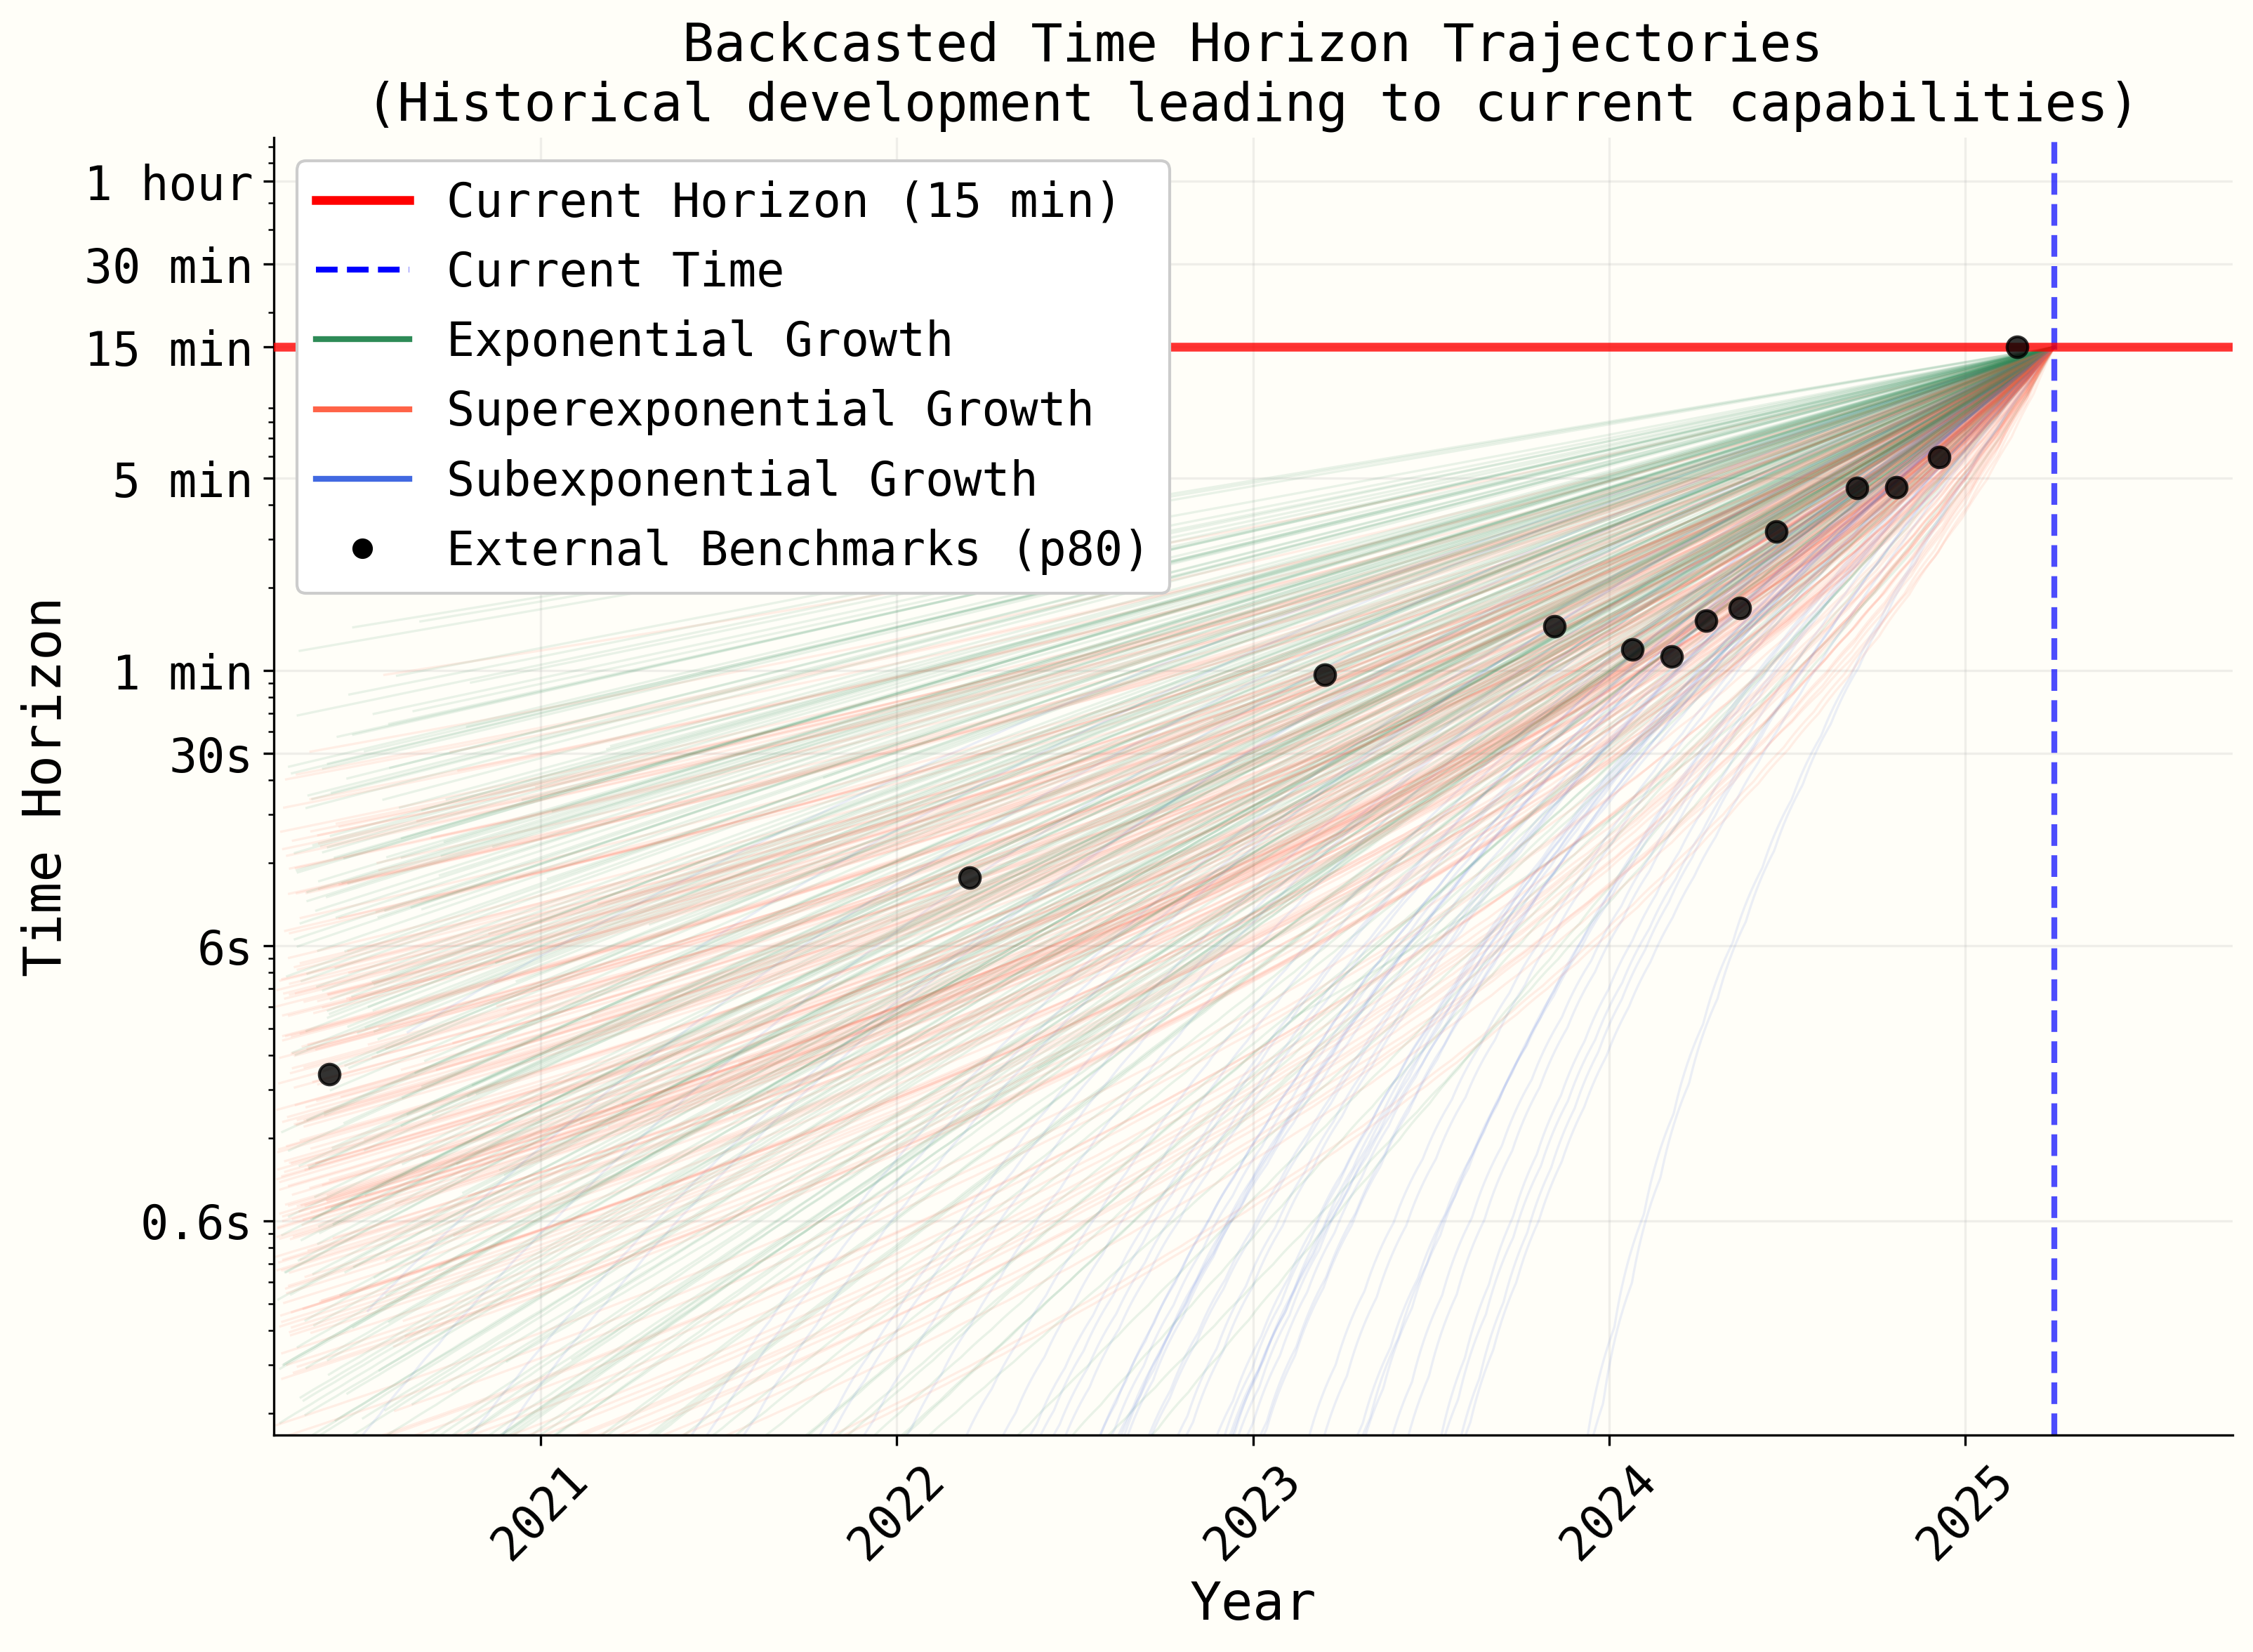 Backcasted Time Horizon Trajectories
(Historical development leading to current capabilities)
Current Horizon (15 min)
Current Time
Exponential Growth
Superexponential Growth
Subexponential Growth
External Benchmarks (p80)
Time Horizon
1 hour
30 min
15 min
5 min
1 min
30s
6s
0.6s
2021
2022
2023
2024
2025
Year